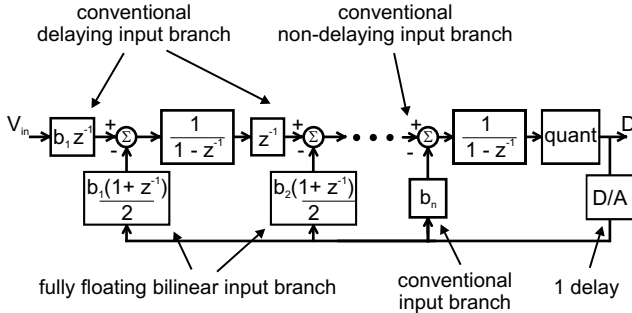 conventional
delaying input branch
conventional
non-delaying input branch
V_in
b_1 z^-1
+
Σ
-
1
1 - z^-1
z^-1
+
Σ
-
+
Σ
-
1
1 - z^-1
quant
D
b_1(1+ z^-1)
2
b_2(1+ z^-1)
2
b_n
D/A
fully floating bilinear input branch
conventional
input branch
1 delay